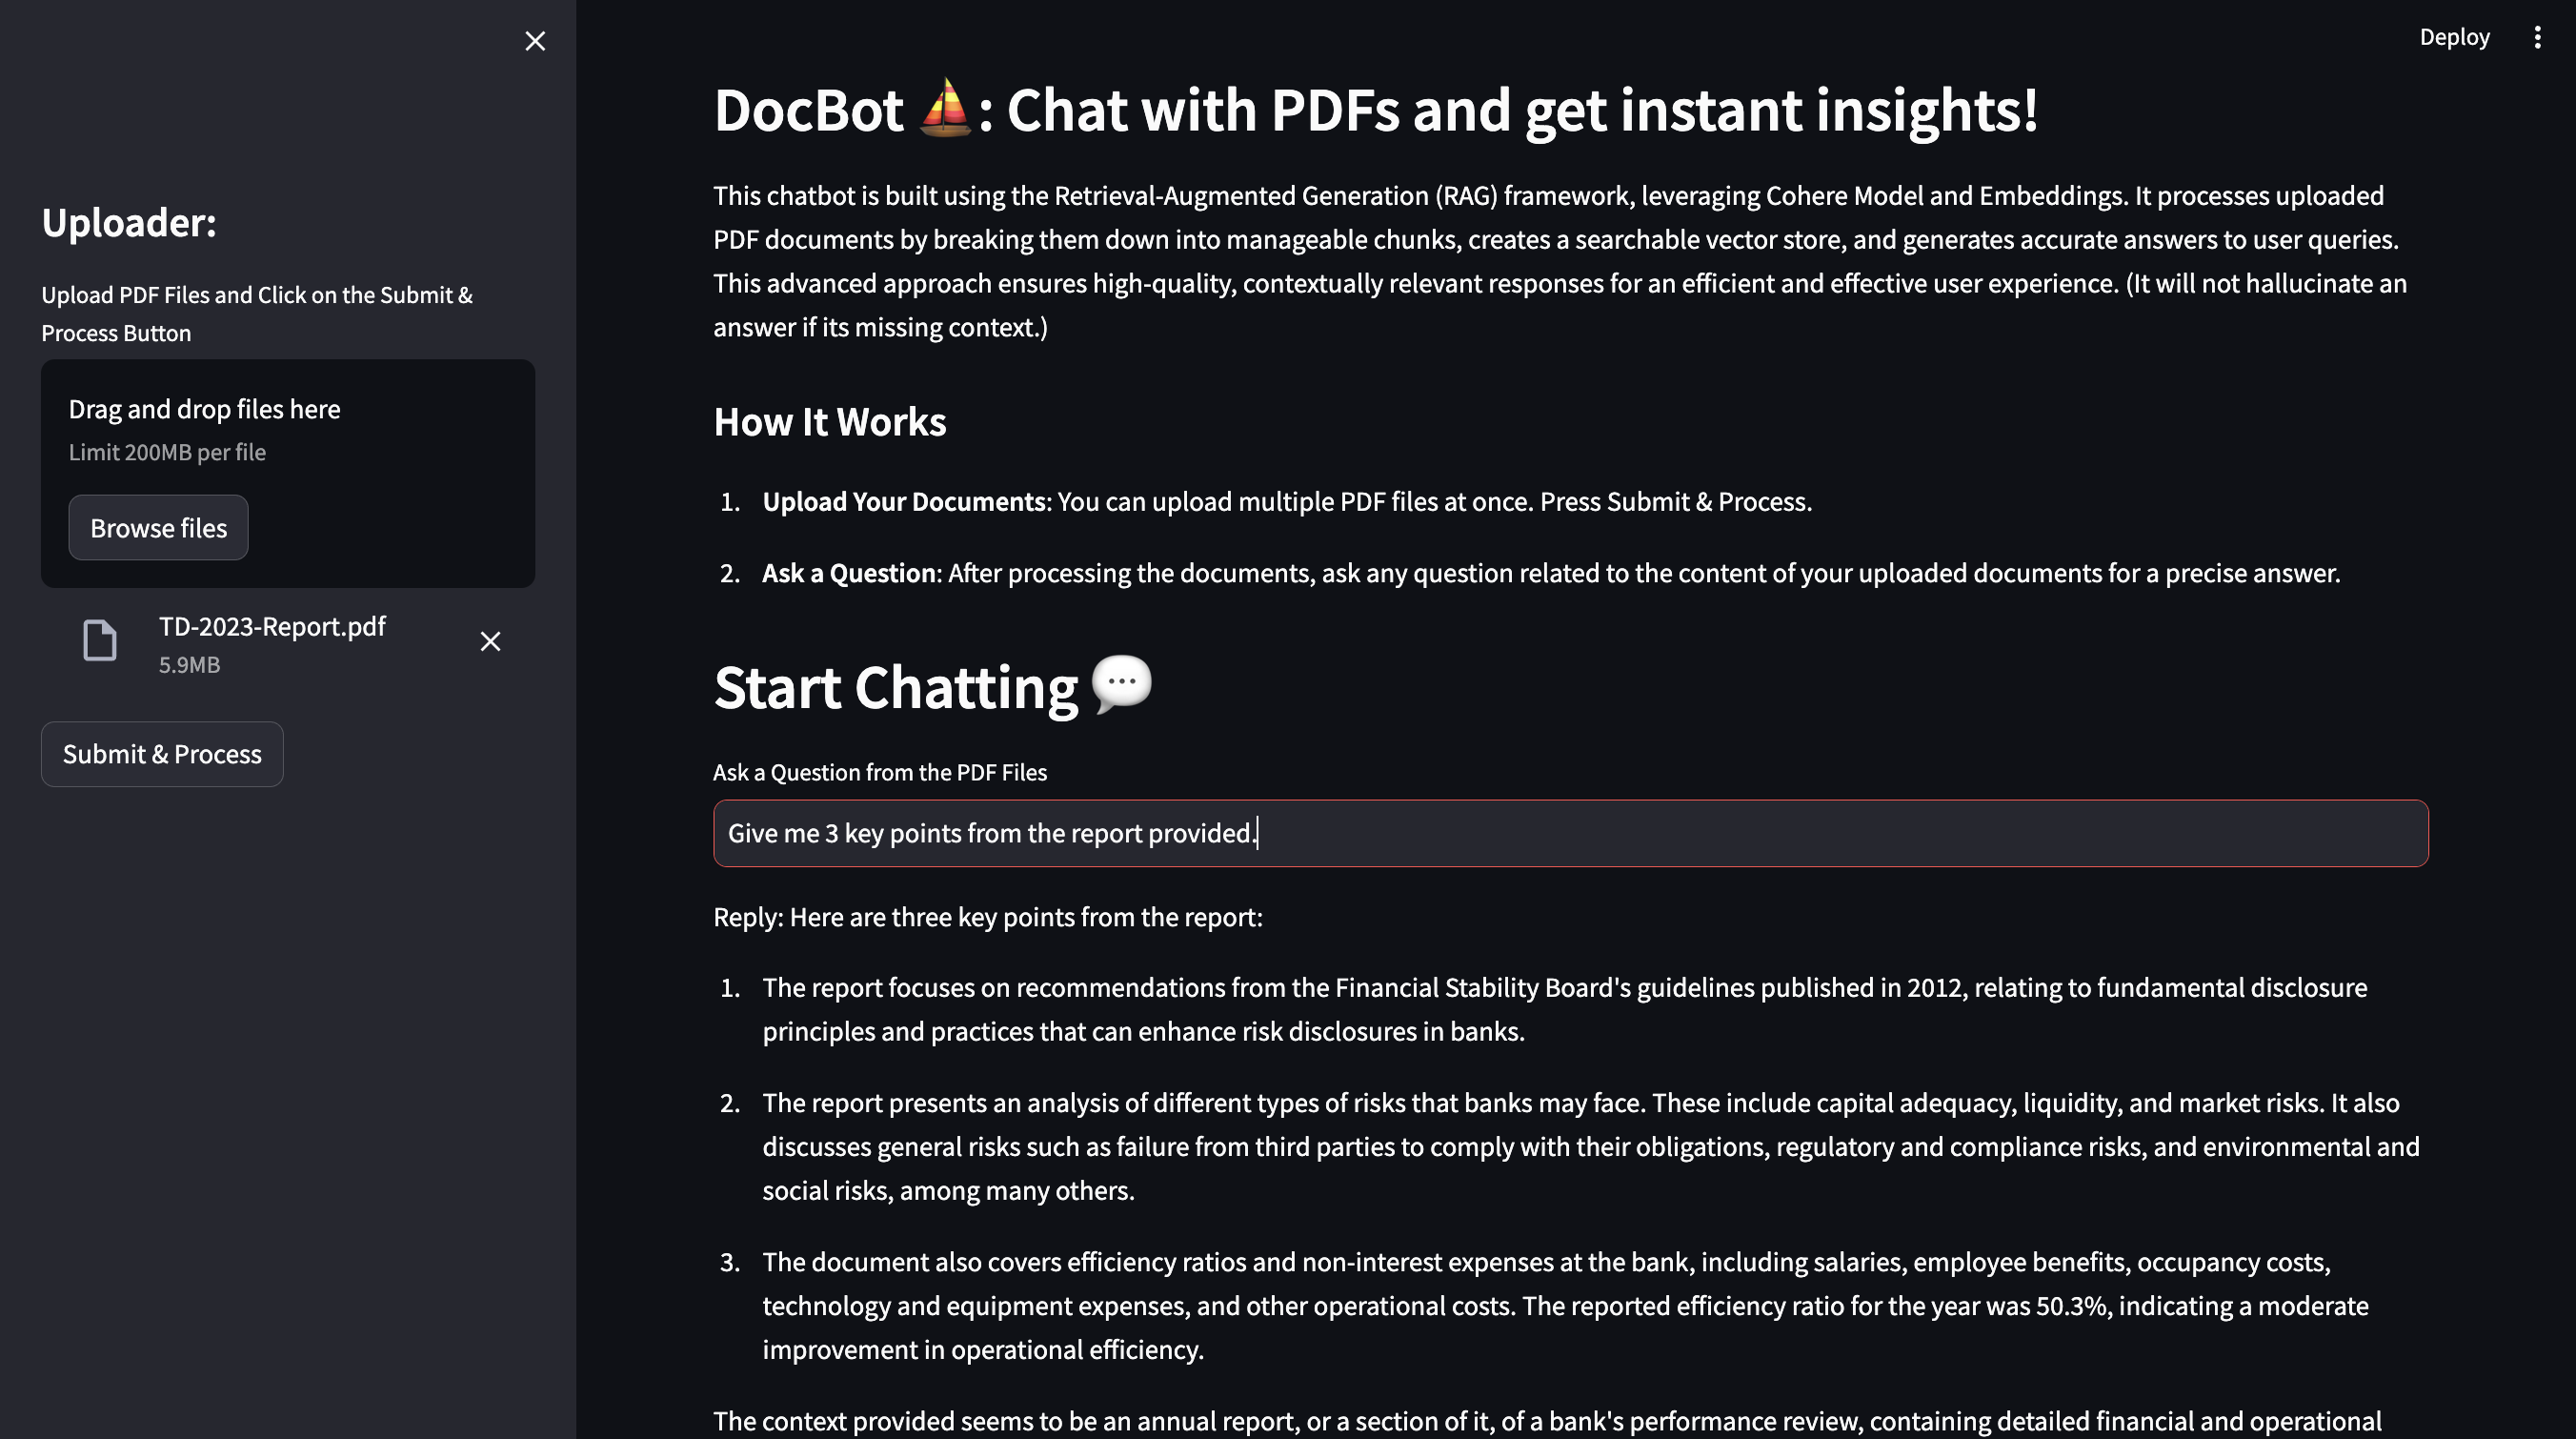 Deploy
Uploader:
Upload PDF Files and Click on the Submit &
Process Button
Drag and drop files here
Limit 200MB per file
Browse files
TD-2023-Report.pdf
5.9MB
Submit & Process
DocBot ⛵: Chat with PDFs and get instant insights!
This chatbot is built using the Retrieval-Augmented Generation (RAG) framework, leveraging Cohere Model and Embeddings. It processes uploaded
PDF documents by breaking them down into manageable chunks, creates a searchable vector store, and generates accurate answers to user queries.
This advanced approach ensures high-quality, contextually relevant responses for an efficient and effective user experience. (It will not hallucinate an
answer if its missing context.)
How It Works
1. Upload Your Documents: You can upload multiple PDF files at once. Press Submit & Process.
2. Ask a Question: After processing the documents, ask any question related to the content of your uploaded documents for a precise answer.
Start Chatting 💬
Ask a Question from the PDF Files
Give me 3 key points from the report provided.
Reply: Here are three key points from the report:
1. The report focuses on recommendations from the Financial Stability Board's guidelines published in 2012, relating to fundamental disclosure
principles and practices that can enhance risk disclosures in banks.
2. The report presents an analysis of different types of risks that banks may face. These include capital adequacy, liquidity, and market risks. It also
discusses general risks such as failure from third parties to comply with their obligations, regulatory and compliance risks, and environmental and
social risks, among many others.
3. The document also covers efficiency ratios and non-interest expenses at the bank, including salaries, employee benefits, occupancy costs,
technology and equipment expenses, and other operational costs. The reported efficiency ratio for the year was 50.3%, indicating a moderate
improvement in operational efficiency.
The context provided seems to be an annual report, or a section of it, of a bank's performance review, containing detailed financial and operational